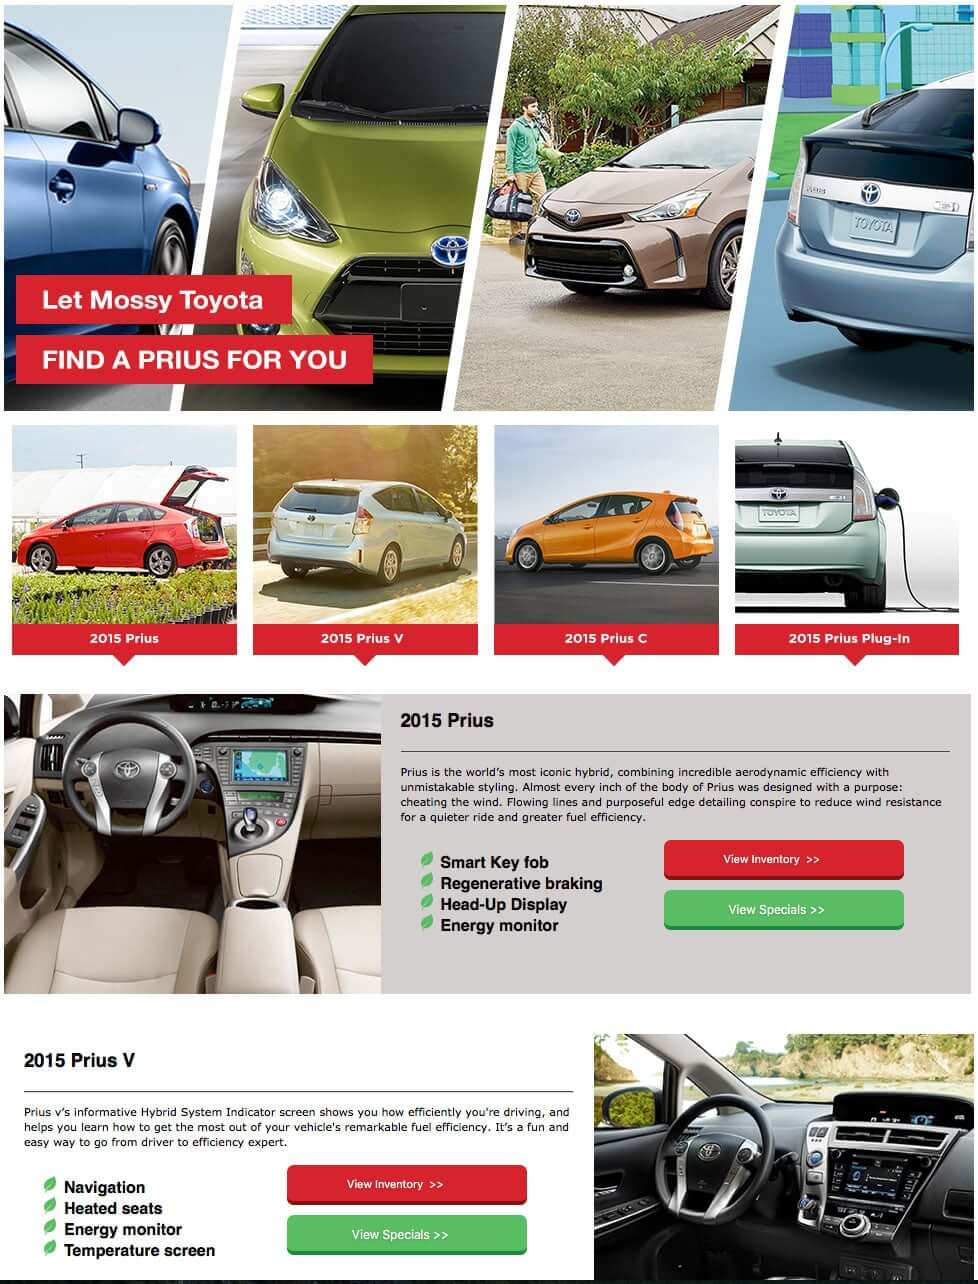 TOYOTA
Let Mossy Toyota
FIND A PRIUS FOR YOU
TOYOTA
2015 Prius
2015 Prius V
2015 Prius C
2015 Prius Plug-In
2015 Prius
Prius is the world’s most iconic hybrid, combining incredible aerodynamic efficiency with
unmistakable styling. Almost every inch of the body of Prius was designed with a purpose:
cheating the wind. Flowing lines and purposeful edge detailing conspire to reduce wind resistance
for a quieter ride and greater fuel efficiency.
Smart Key fob
Regenerative braking
Head-Up Display
Energy monitor
View Inventory >>
View Specials >>
2015 Prius V
Prius v’s informative Hybrid System Indicator screen shows you how efficiently you're driving, and
helps you learn how to get the most out of your vehicle's remarkable fuel efficiency. It’s a fun and
easy way to go from driver to efficiency expert.
Navigation
Heated seats
Energy monitor
Temperature screen
View Inventory >>
View Specials >>